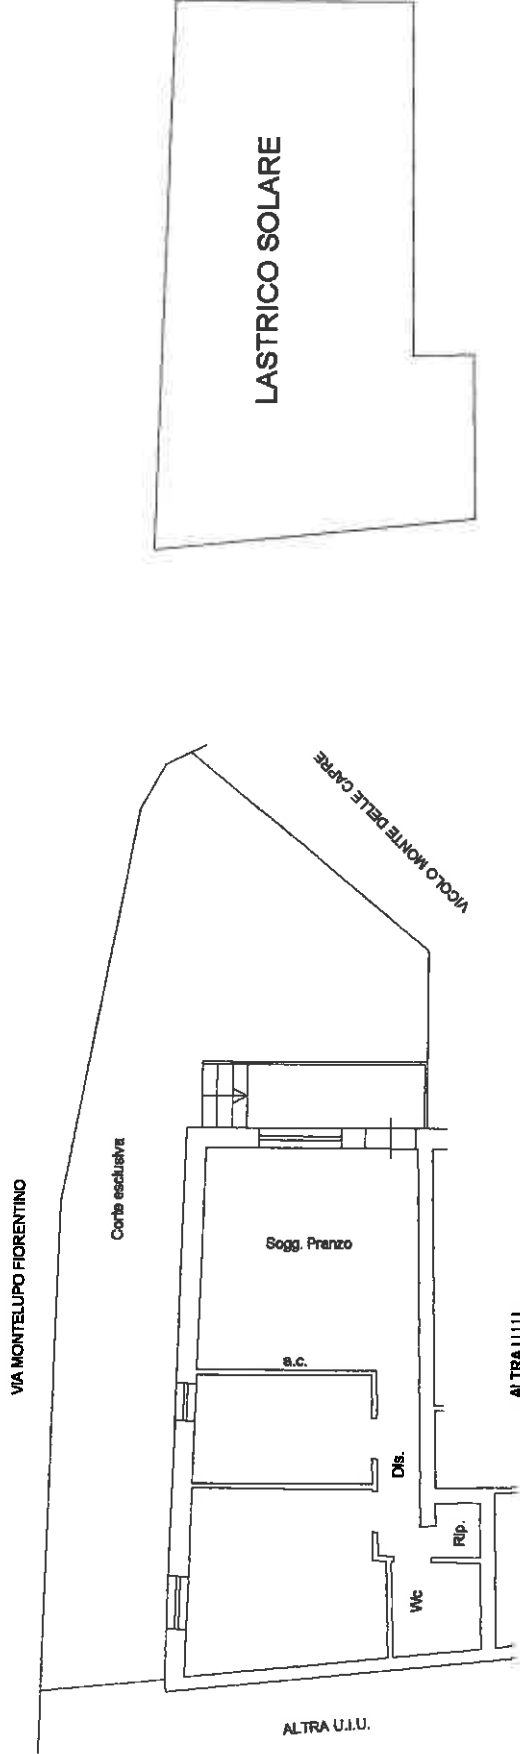 LASTRICO SOLARE
VICOLO MONTE DELLE CAPRE
VIA MONTELUPO FIORENTINO
Corte esclusiva
Sogg. Pranzo
a.c.
Dis.
Rip.
Wc
ALTRA U.I.U.
ALTRA U.I.U.